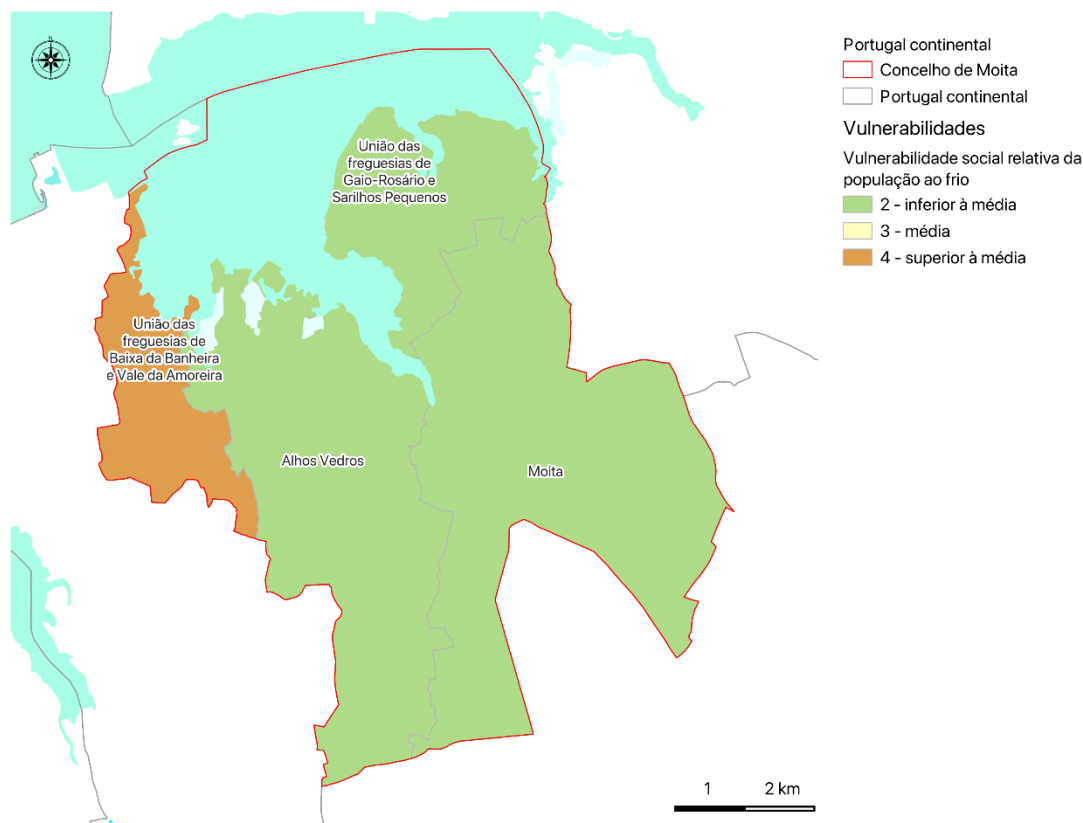 Portugal continental
Concelho de Moita
Portugal continental
Vulnerabilidades
Vulnerabilidade social relativa da
população ao frio
2 - inferior à média
3 - média
4 - superior à média
União das
freguesias de
Gaio-Rosário e
Sarilhos Pequenos
União das
freguesias de
Baixa da Banheira
e Vale da Amoreira
Alhos Vedros
Moita
1 2 km